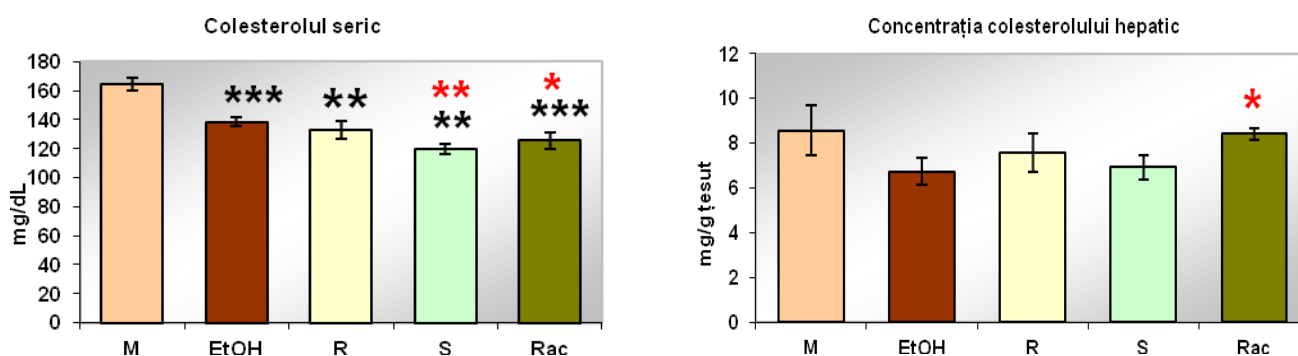 Colesterolul seric
180
160
140
120
100
80
60
40
20
0
mg/dL
*** ** ** *
** ***
M EtOH R S Rac
Concentrația colesterolului hepatic
12
10
8
6
4
2
0
mg/g țesut
*
M EtOH R S Rac